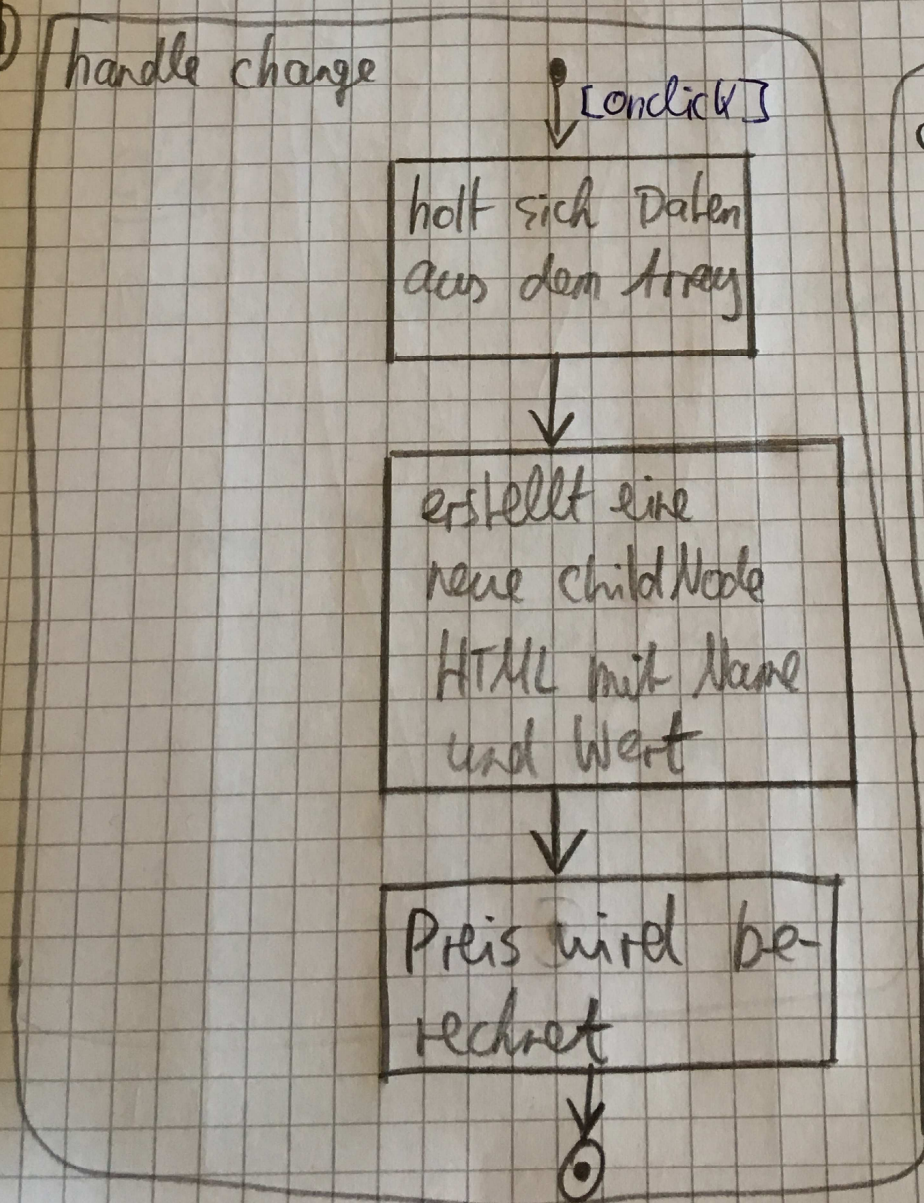 handle change
[onclick]
holt sich Daten
aus dem Array
erstellt eine
neue childNode
HTML mit Name
und Wert
Preis wird be-
rechnet